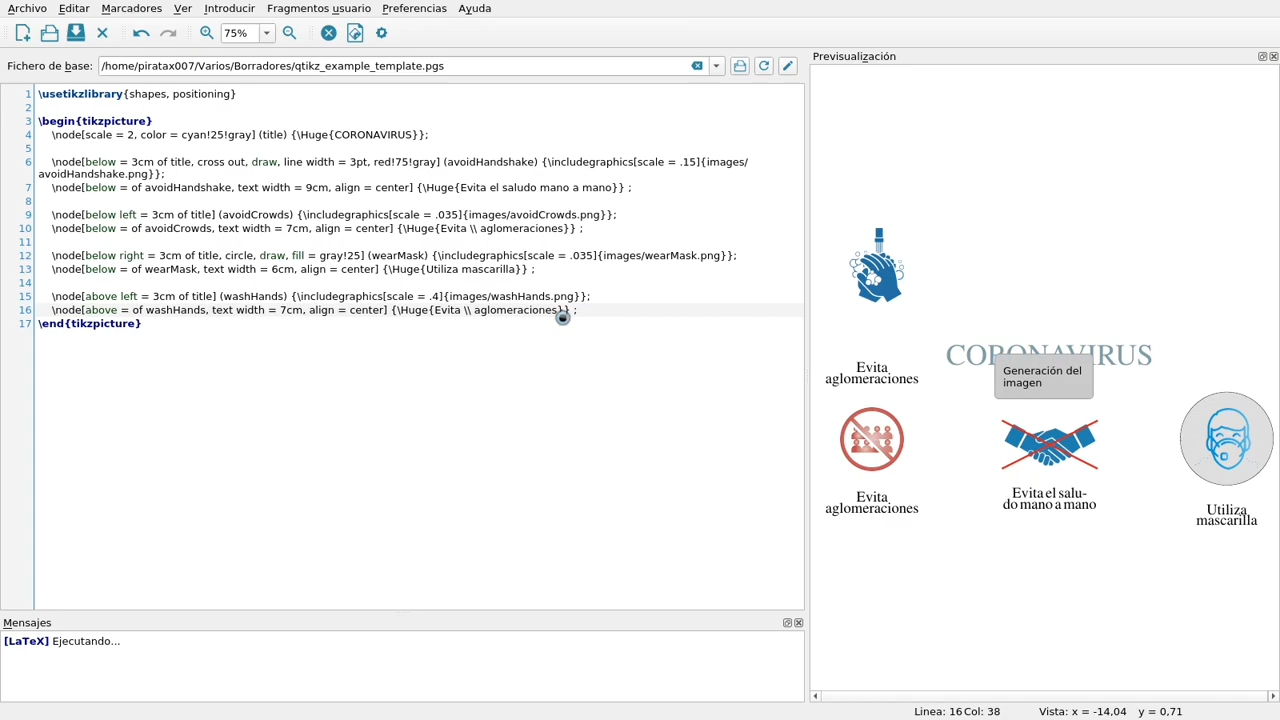 Archivo Editar Marcadores Ver Introducir Fragmentos usuario Preferencias Ayuda
75%
Fichero de base: /home/piratax007/Varios/Borradores/qtikz_example_template.pgs
1 \usetikzlibrary{shapes, positioning}
2
3 \begin{tikzpicture}
4 \node[scale = 2, color = cyan!25!gray] (title) {\Huge{CORONAVIRUS}};
5
6 \node[below = 3cm of title, cross out, draw, line width = 3pt, red!75!gray] (avoidHandshake) {\includegraphics[scale = .15]{images/
avoidHandshake.png}};
7 \node[below = of avoidHandshake, text width = 9cm, align = center] {\Huge{Evita el saludo mano a mano}} ;
8
9 \node[below left = 3cm of title] (avoidCrowds) {\includegraphics[scale = .035]{images/avoidCrowds.png}};
10 \node[below = of avoidCrowds, text width = 7cm, align = center] {\Huge{Evita \\ aglomeraciones}} ;
11
12 \node[below right = 3cm of title, circle, draw, fill = gray!25] (wearMask) {\includegraphics[scale = .035]{images/wearMask.png}};
13 \node[below = of wearMask, text width = 6cm, align = center] {\Huge{Utiliza mascarilla}} ;
14
15 \node[above left = 3cm of title] (washHands) {\includegraphics[scale = .4]{images/washHands.png}};
16 \node[above = of washHands, text width = 7cm, align = center] {\Huge{Evita \\ aglomeraciones}} ;
17 \end{tikzpicture}
Mensajes
[LaTeX] Ejecutando...
Previsualización
CORONAVIRUS
Generación del
imagen
Evita
aglomeraciones
Evita
aglomeraciones
Evita el salu-
do mano a mano
Utiliza
mascarilla
Linea: 16 Col: 38 Vista: x = -14,04 y = 0,71